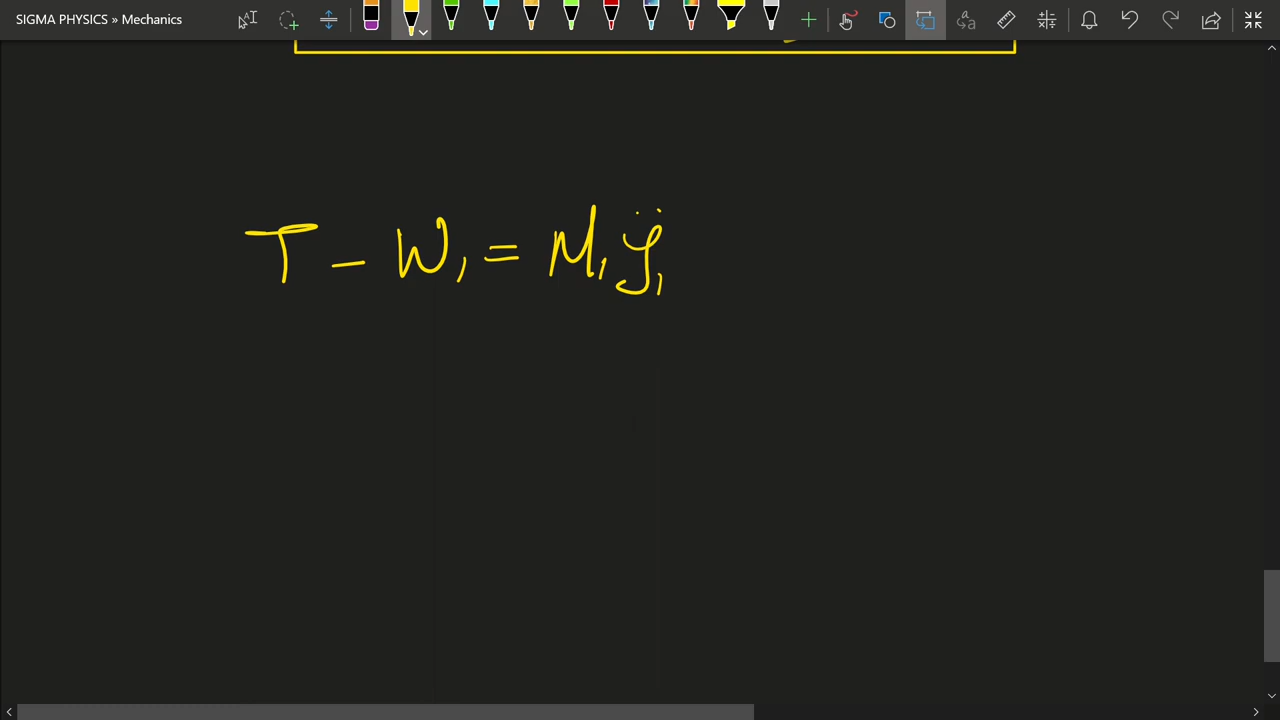 SIGMA PHYSICS » Mechanics
T - W₁ = M₁ÿ₁